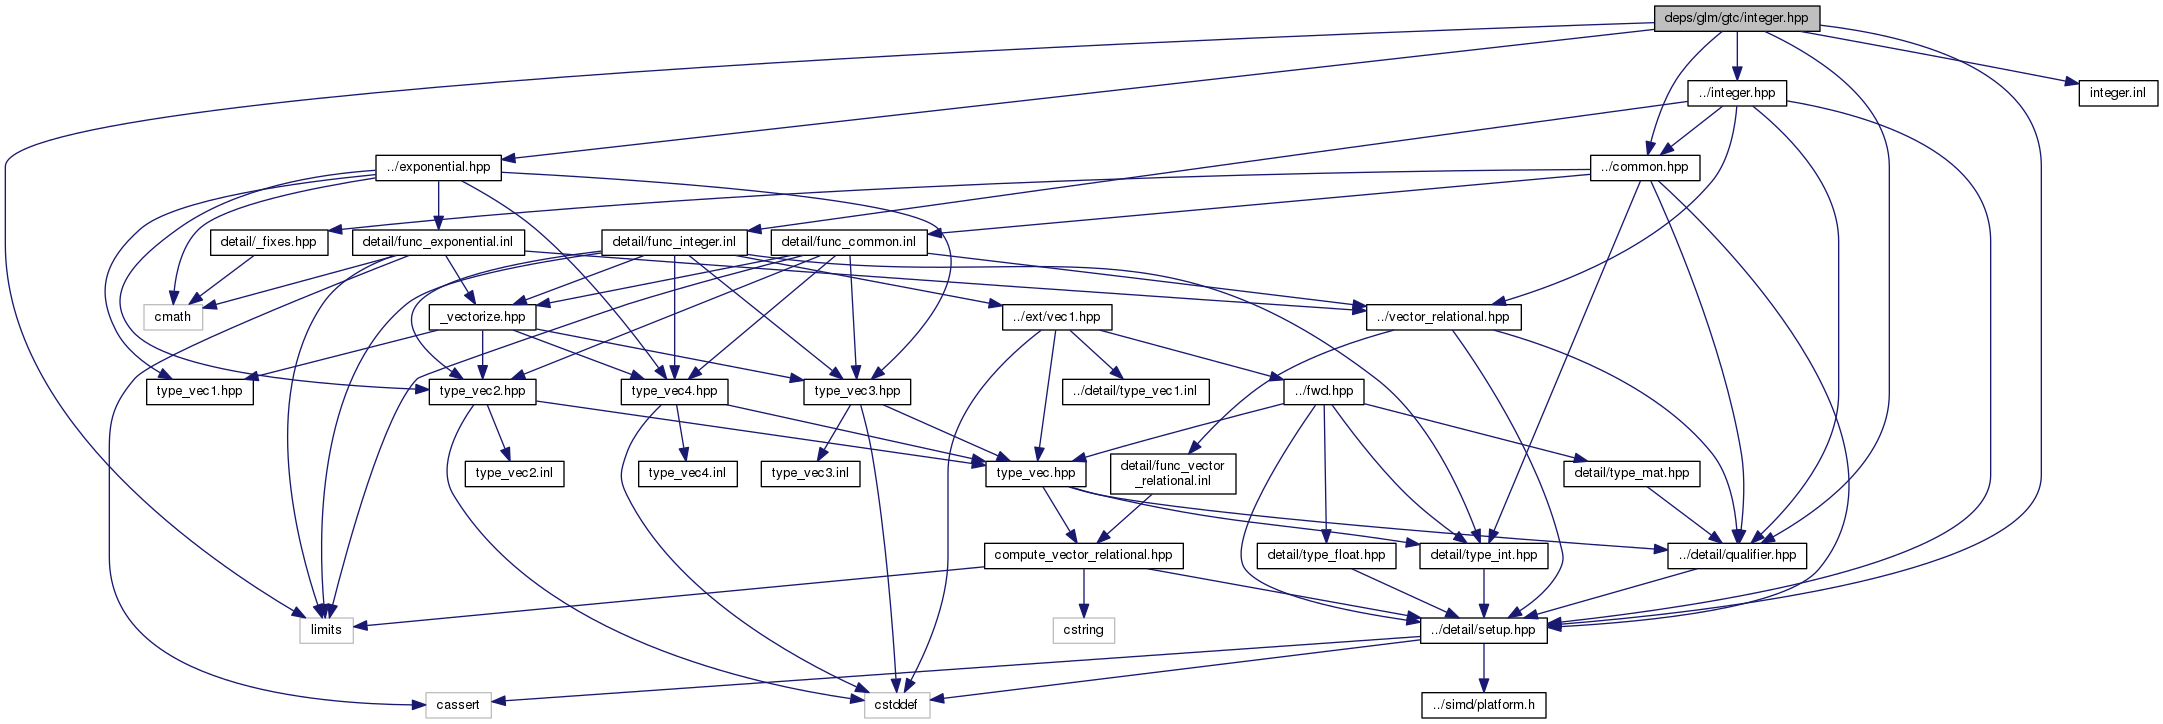 deps/glm/gtc/integer.hpp
../integer.hpp
integer.inl
../exponential.hpp
../common.hpp
detail/_fixes.hpp
detail/func_exponential.inl
detail/func_integer.inl
detail/func_common.inl
cmath
_vectorize.hpp
../ext/vec1.hpp
../vector_relational.hpp
type_vec1.hpp
type_vec2.hpp
type_vec4.hpp
type_vec3.hpp
../detail/type_vec1.inl
../fwd.hpp
type_vec2.inl
type_vec4.inl
type_vec3.inl
type_vec.hpp
detail/func_vector
_relational.inl
detail/type_mat.hpp
compute_vector_relational.hpp
detail/type_float.hpp
detail/type_int.hpp
../detail/qualifier.hpp
limits
cstring
../detail/setup.hpp
cassert
cstddef
../simd/platform.h